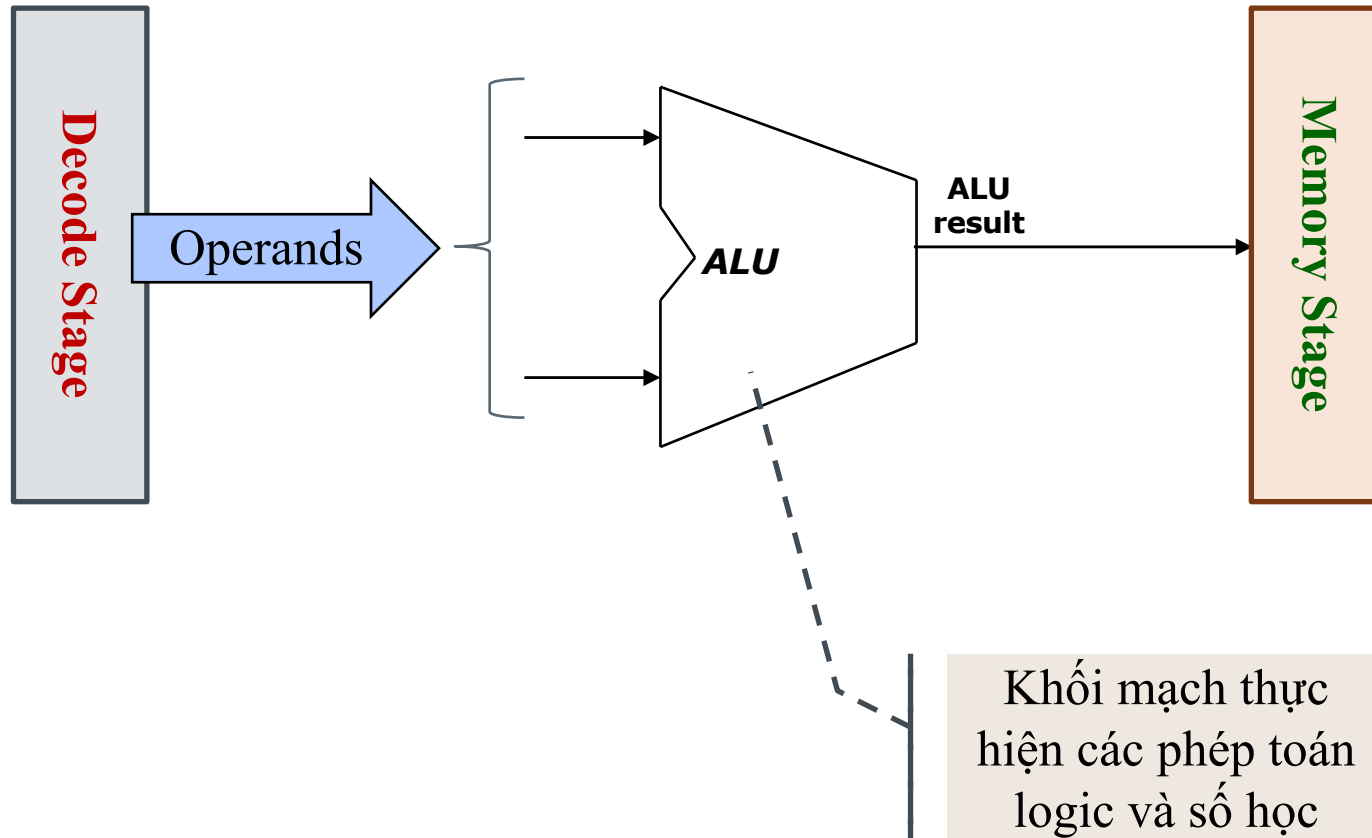 Decode Stage
Operands
ALU
ALU
result
Memory Stage
Khối mạch thực
hiện các phép toán
logic và số học